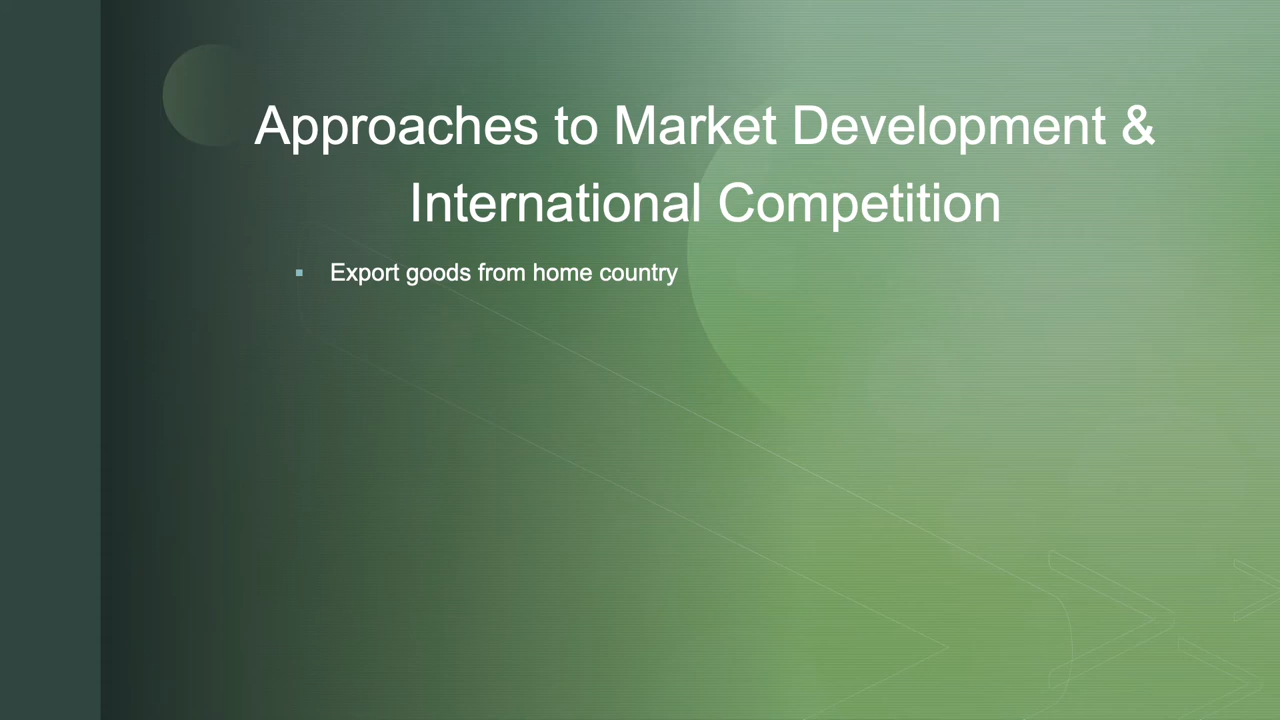 Approaches to Market Development &
International Competition
Export goods from home country